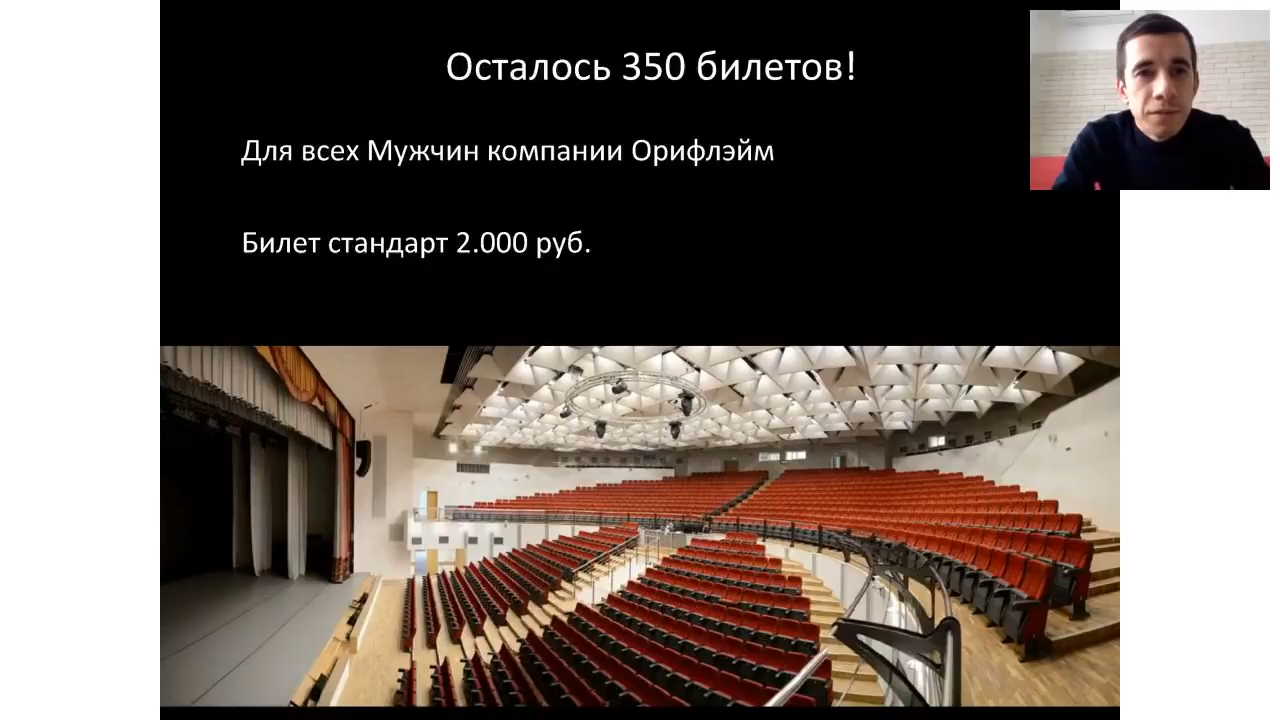 Осталось 350 билетов!
Для всех Мужчин компании Орифлэйм
Билет стандарт 2.000 руб.